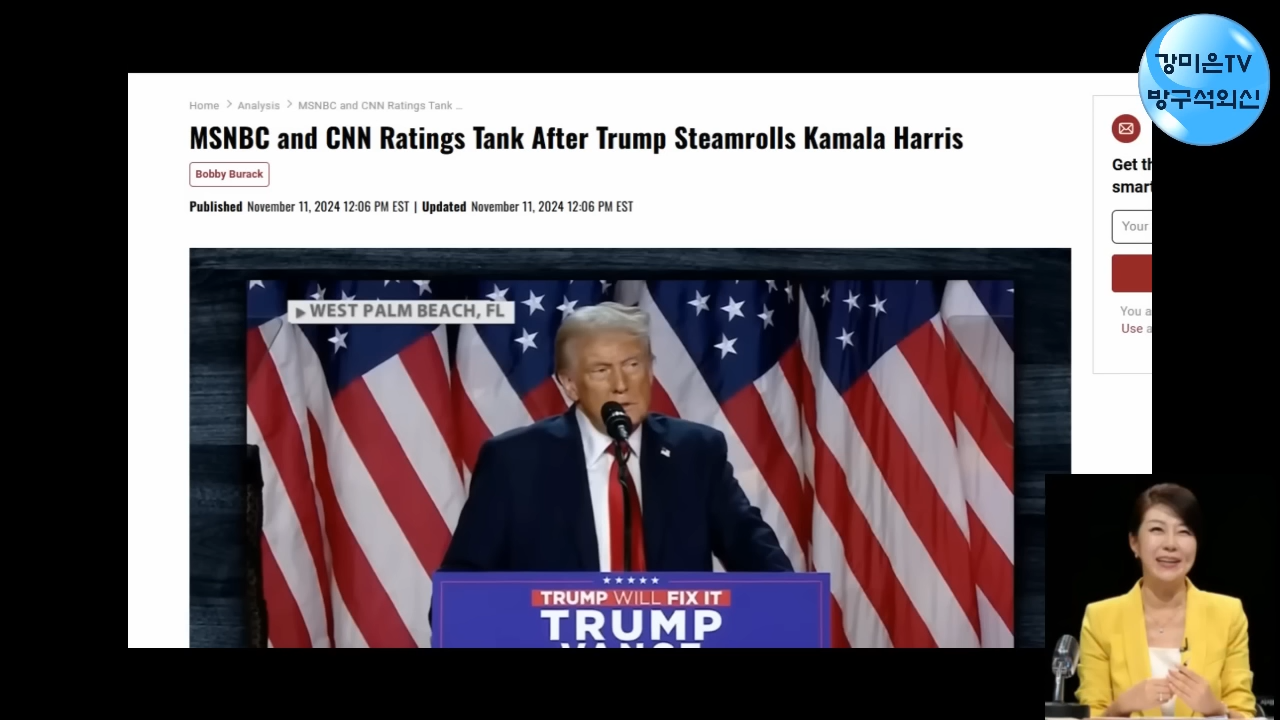 강미은TV
방구석외신
Home > Analysis > MSNBC and CNN Ratings Tank ...
MSNBC and CNN Ratings Tank After Trump Steamrolls Kamala Harris
Bobby Burack
Published November 11, 2024 12:06 PM EST | Updated November 11, 2024 12:06 PM EST
Get th
smart
Your
You a
Use a
WEST PALM BEACH, FL
TRUMP WILL FIX IT
TRUMP
VANCE